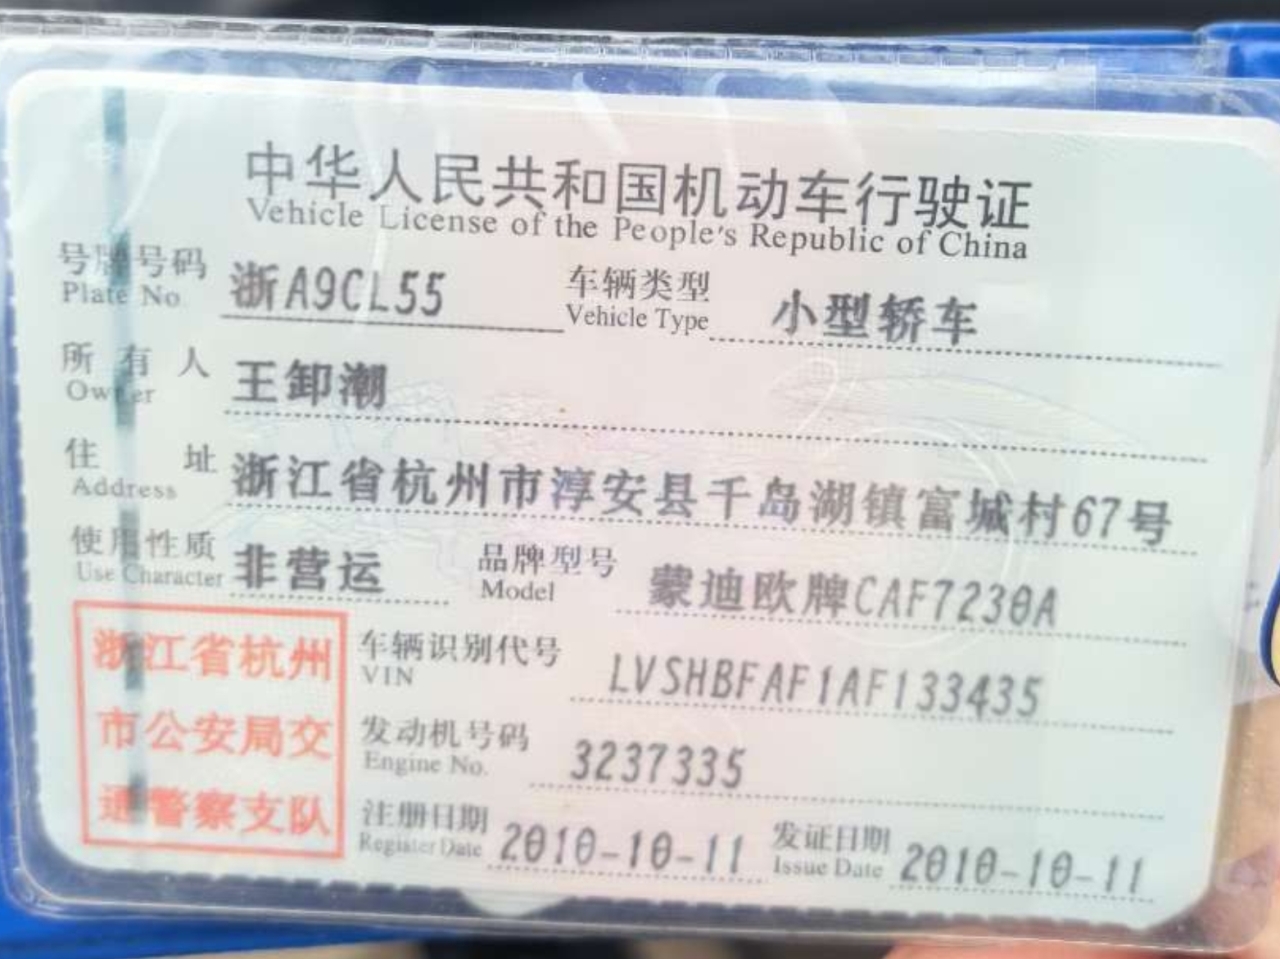 中华人民共和国机动车行驶证
Vehicle License of the People's Republic of China
号牌号码 浙A9CL55 车辆类型 小型轿车
Plate No. Vehicle Type
所有人 王卸潮
Owner
住址 浙江省杭州市淳安县千岛湖镇富城村67号
Address
使用性质 非营运 品牌型号 蒙迪欧牌CAF7230A
Use Character Model
浙江省杭州
市公安局交
通警察支队
车辆识别代号 LVSHBFAF1AF133435
VIN
发动机号码 3237335
Engine No.
注册日期 2010-10-11 发证日期 2010-10-11
Register Date Issue Date